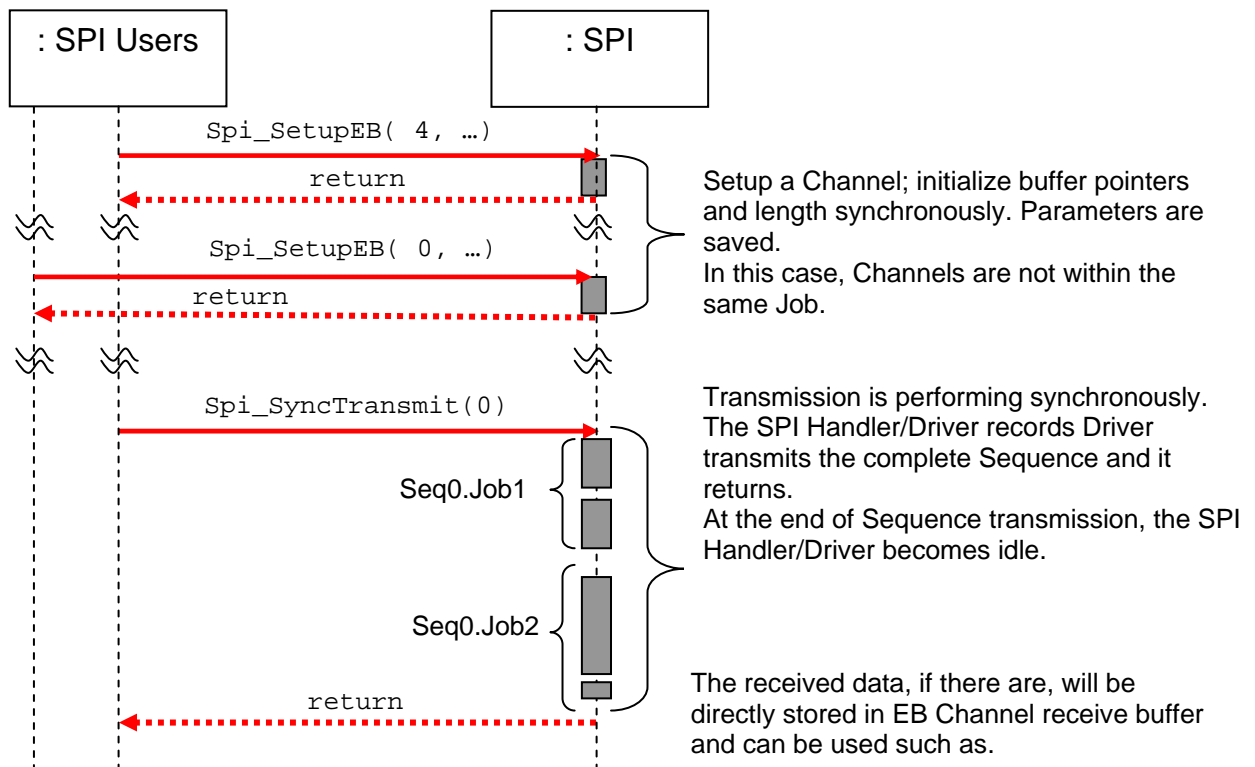 : SPI Users
: SPI
Spi_SetupEB( 4, …)
return
Setup a Channel; initialize buffer pointers
and length synchronously. Parameters are
saved.
In this case, Channels are not within the
same Job.
Spi_SetupEB( 0, …)
return
Spi_SyncTransmit(0)
Transmission is performing synchronously.
The SPI Handler/Driver records Driver
transmits the complete Sequence and it
returns.
At the end of Sequence transmission, the SPI
Handler/Driver becomes idle.
Seq0.Job1
Seq0.Job2
return
The received data, if there are, will be
directly stored in EB Channel receive buffer
and can be used such as.